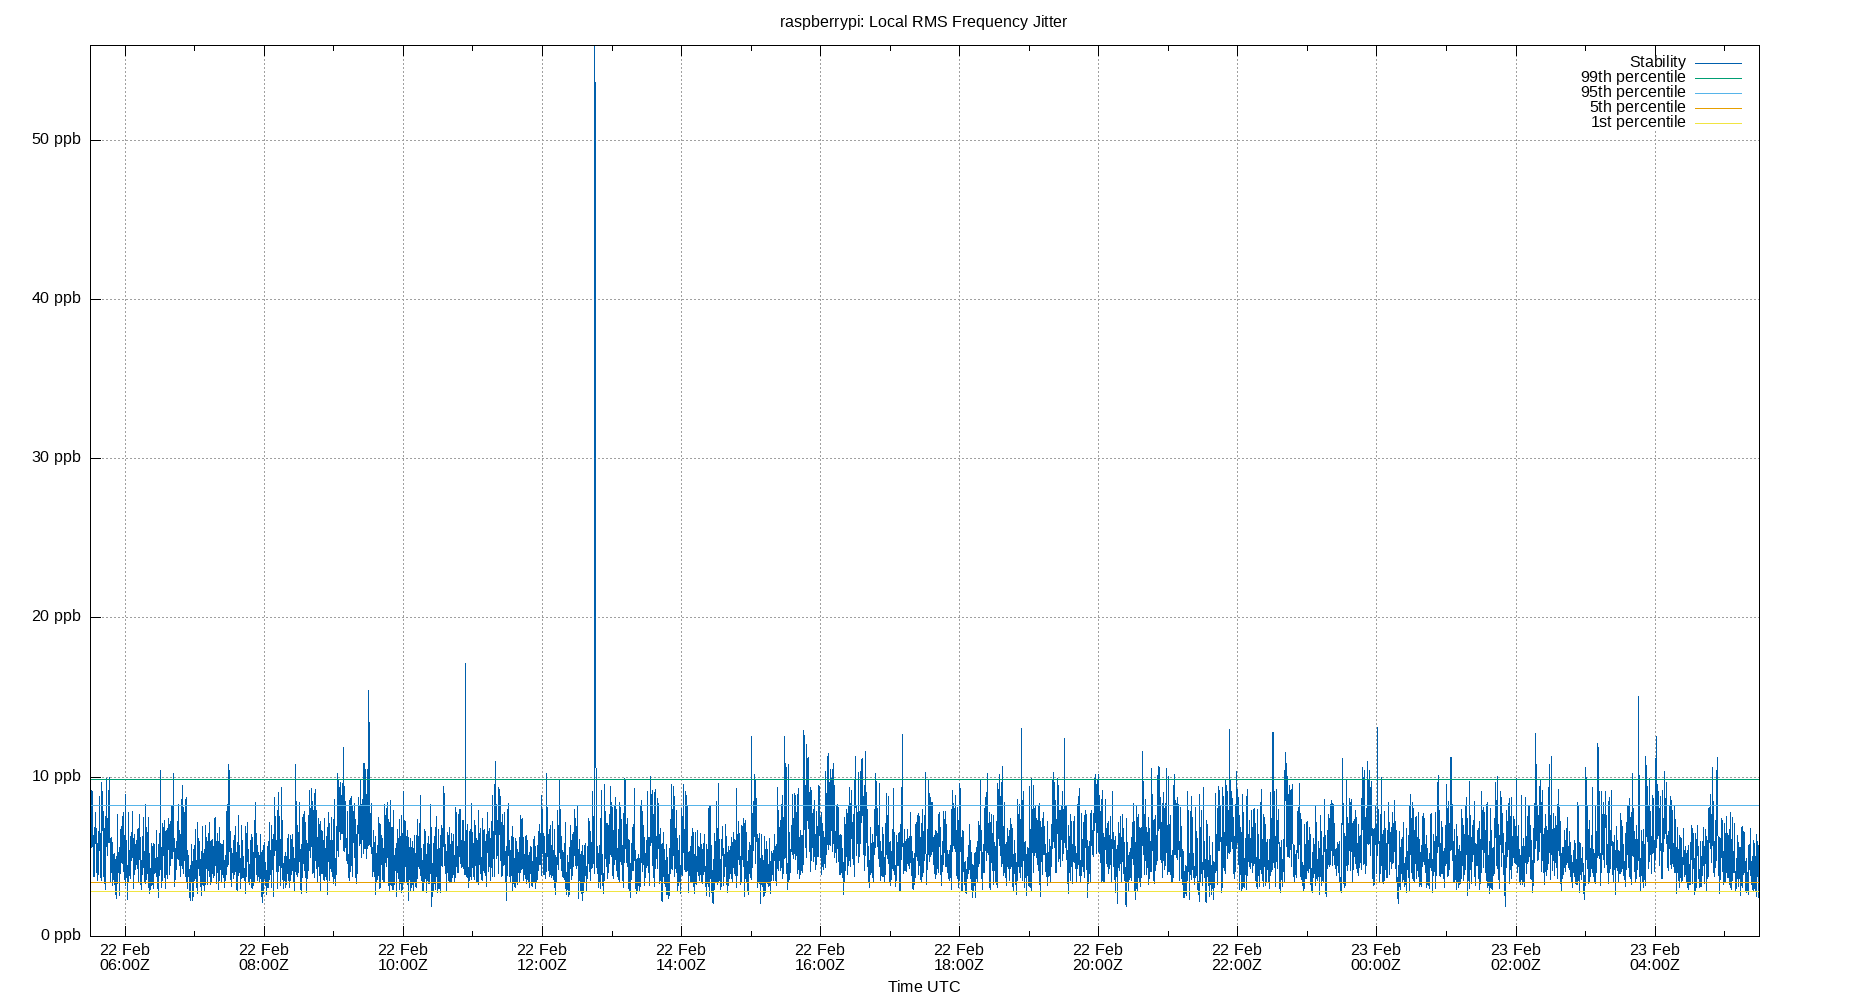 raspberrypi: Local RMS Frequency Jitter
Stability
99th percentile
95th percentile
5th percentile
1st percentile
50 ppb
40 ppb
30 ppb
20 ppb
10 ppb
0 ppb
22 Feb 22 Feb 22 Feb 22 Feb 22 Feb 22 Feb 22 Feb 22 Feb 22 Feb 23 Feb 23 Feb 23 Feb
06:00Z 08:00Z 10:00Z 12:00Z 14:00Z 16:00Z 18:00Z 20:00Z 22:00Z 00:00Z 02:00Z 04:00Z
Time UTC